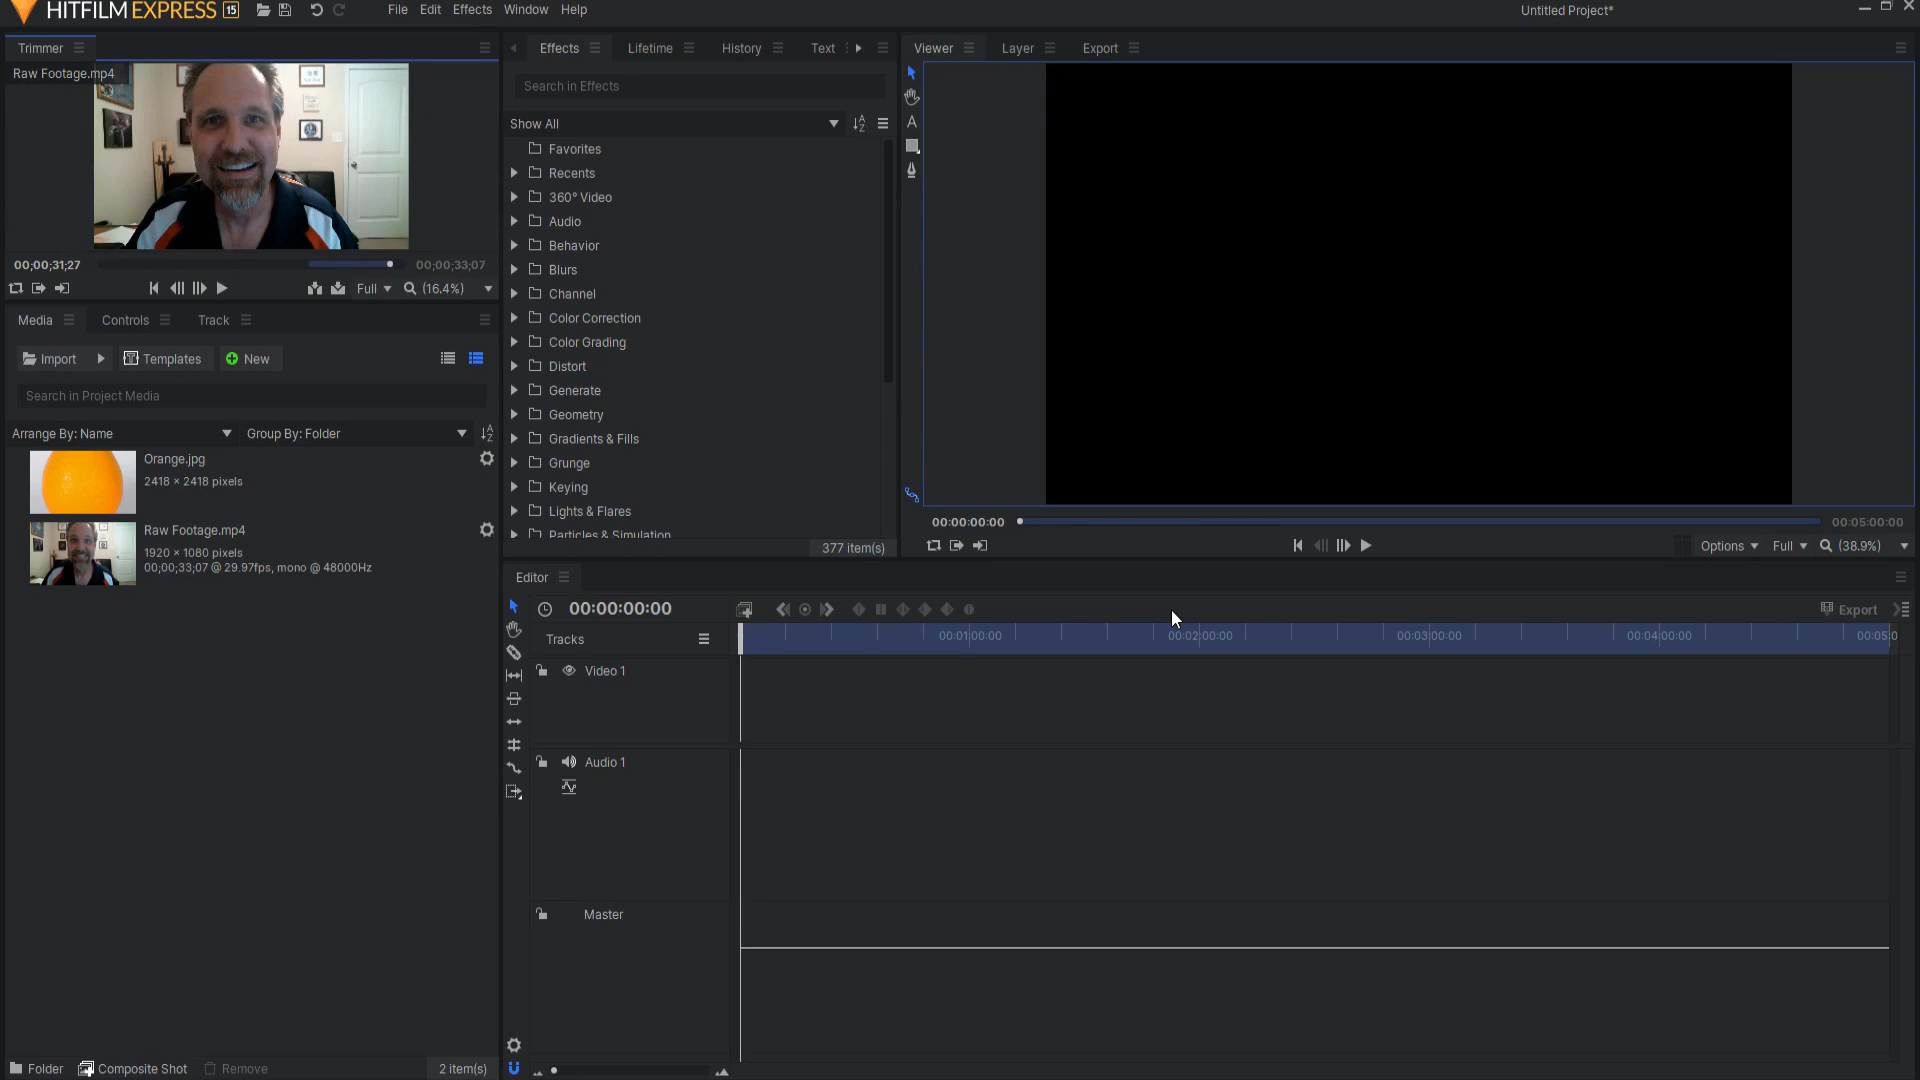 HITFILM EXPRESS 15
File Edit Effects Window Help
Untitled Project*
Trimmer
Raw Footage.mp4
00;00;31;27
00;00;33;07
Full
(16.4%)
Media
Controls
Track
Import
Templates
New
Search in Project Media
Arrange By: Name
Group By: Folder
Orange.jpg
2418 × 2418 pixels
Raw Footage.mp4
1920 × 1080 pixels
00;00;33;07 @ 29.97fps, mono @ 48000Hz
Folder
Composite Shot
Remove
2 item(s)
Effects
Lifetime
History
Text
Search in Effects
Show All
Favorites
Recents
360° Video
Audio
Behavior
Blurs
Channel
Color Correction
Color Grading
Distort
Generate
Geometry
Gradients & Fills
Grunge
Keying
Lights & Flares
Particles & Simulation
377 item(s)
Viewer
Layer
Export
A
00:00:00:00
00:05:00:00
Options
Full
(38.9%)
Editor
00:00:00:00
Export
Tracks
00:01:00:00
00:02:00:00
00:03:00:00
00:04:00:00
00:05:0
Video 1
Audio 1
Master